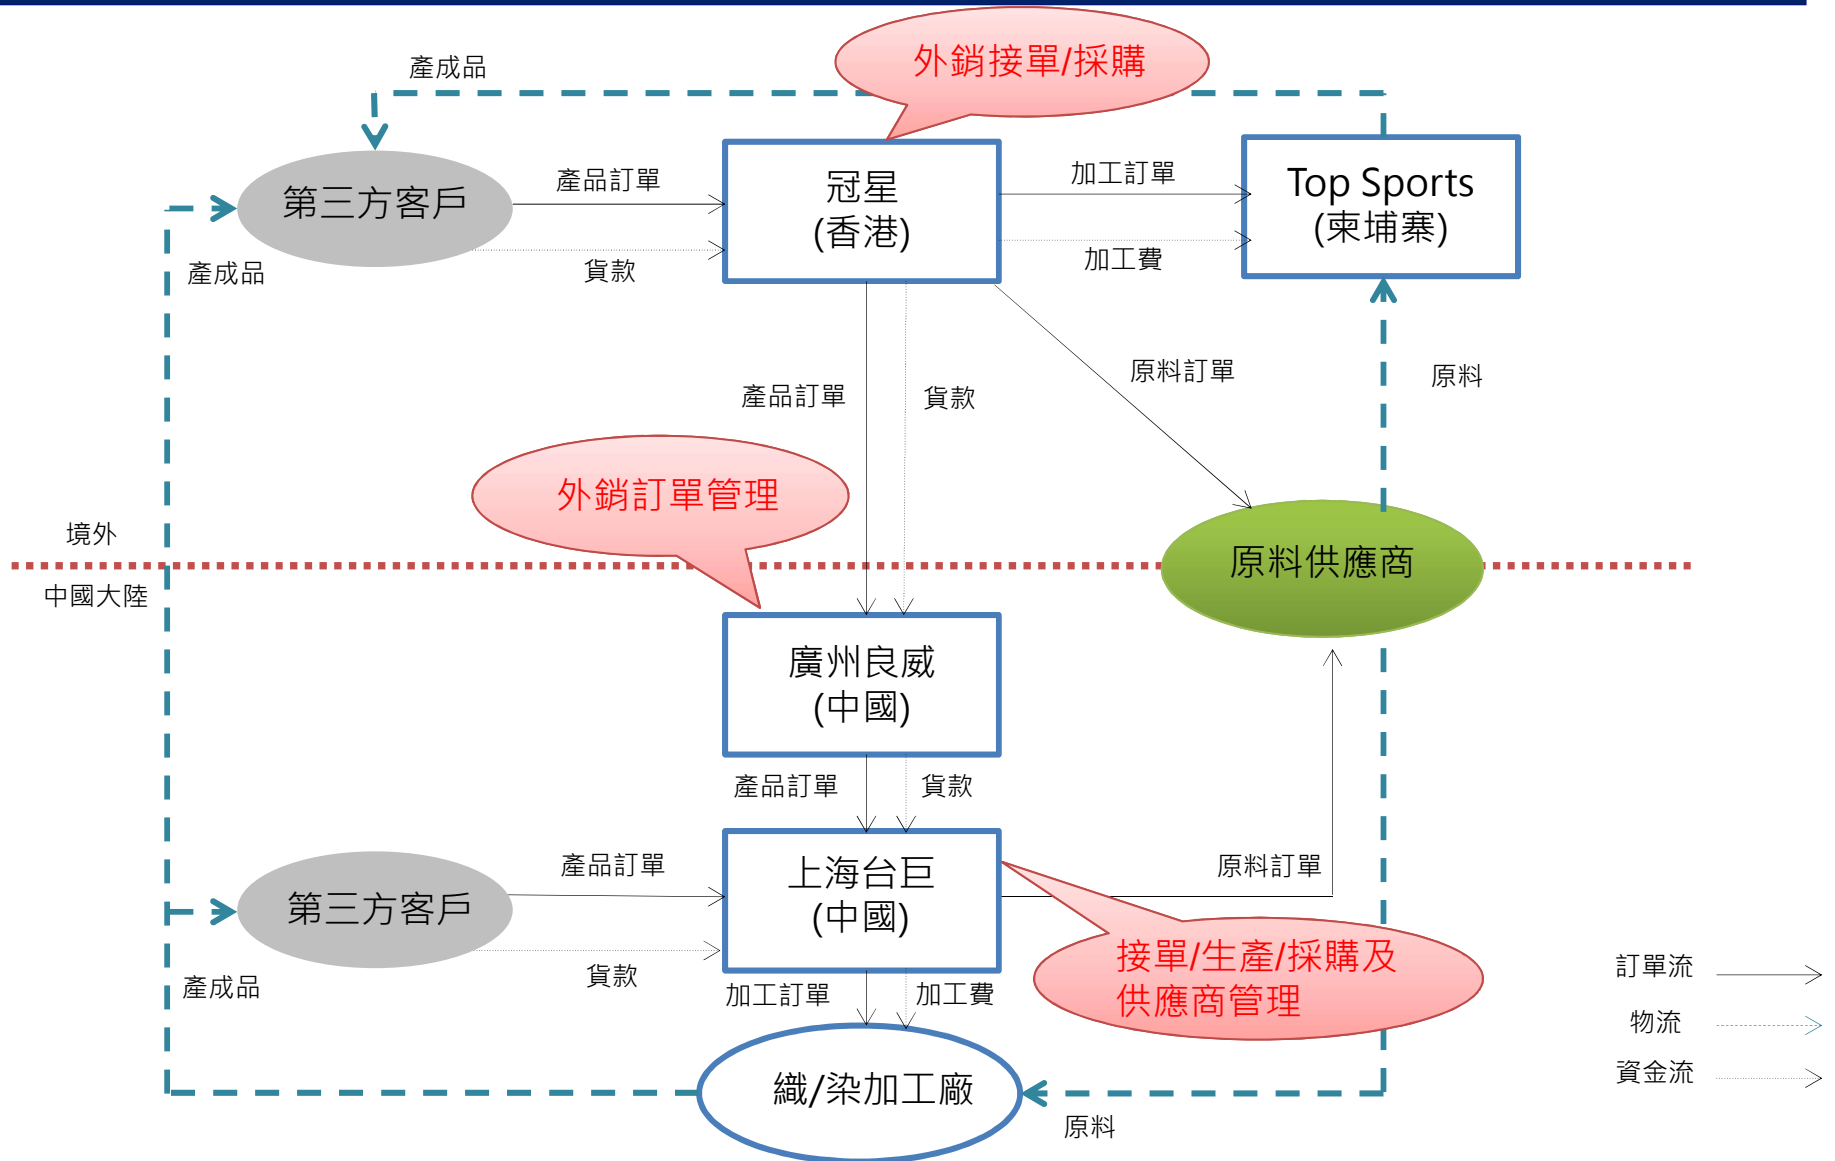 外銷接單/採購
產成品
第三方客戶
產品訂單
貨款
冠星
(香港)
加工訂單
加工費
Top Sports
(柬埔寨)
產成品
產品訂單
貨款
原料訂單
原料
外銷訂單管理
境外
中國大陸
原料供應商
廣州良威
(中國)
產品訂單
貨款
第三方客戶
產品訂單
貨款
上海台巨
(中國)
原料訂單
接單/生產/採購及
供應商管理
產成品
加工訂單
加工費
織/染加工廠
原料
訂單流
物流
資金流